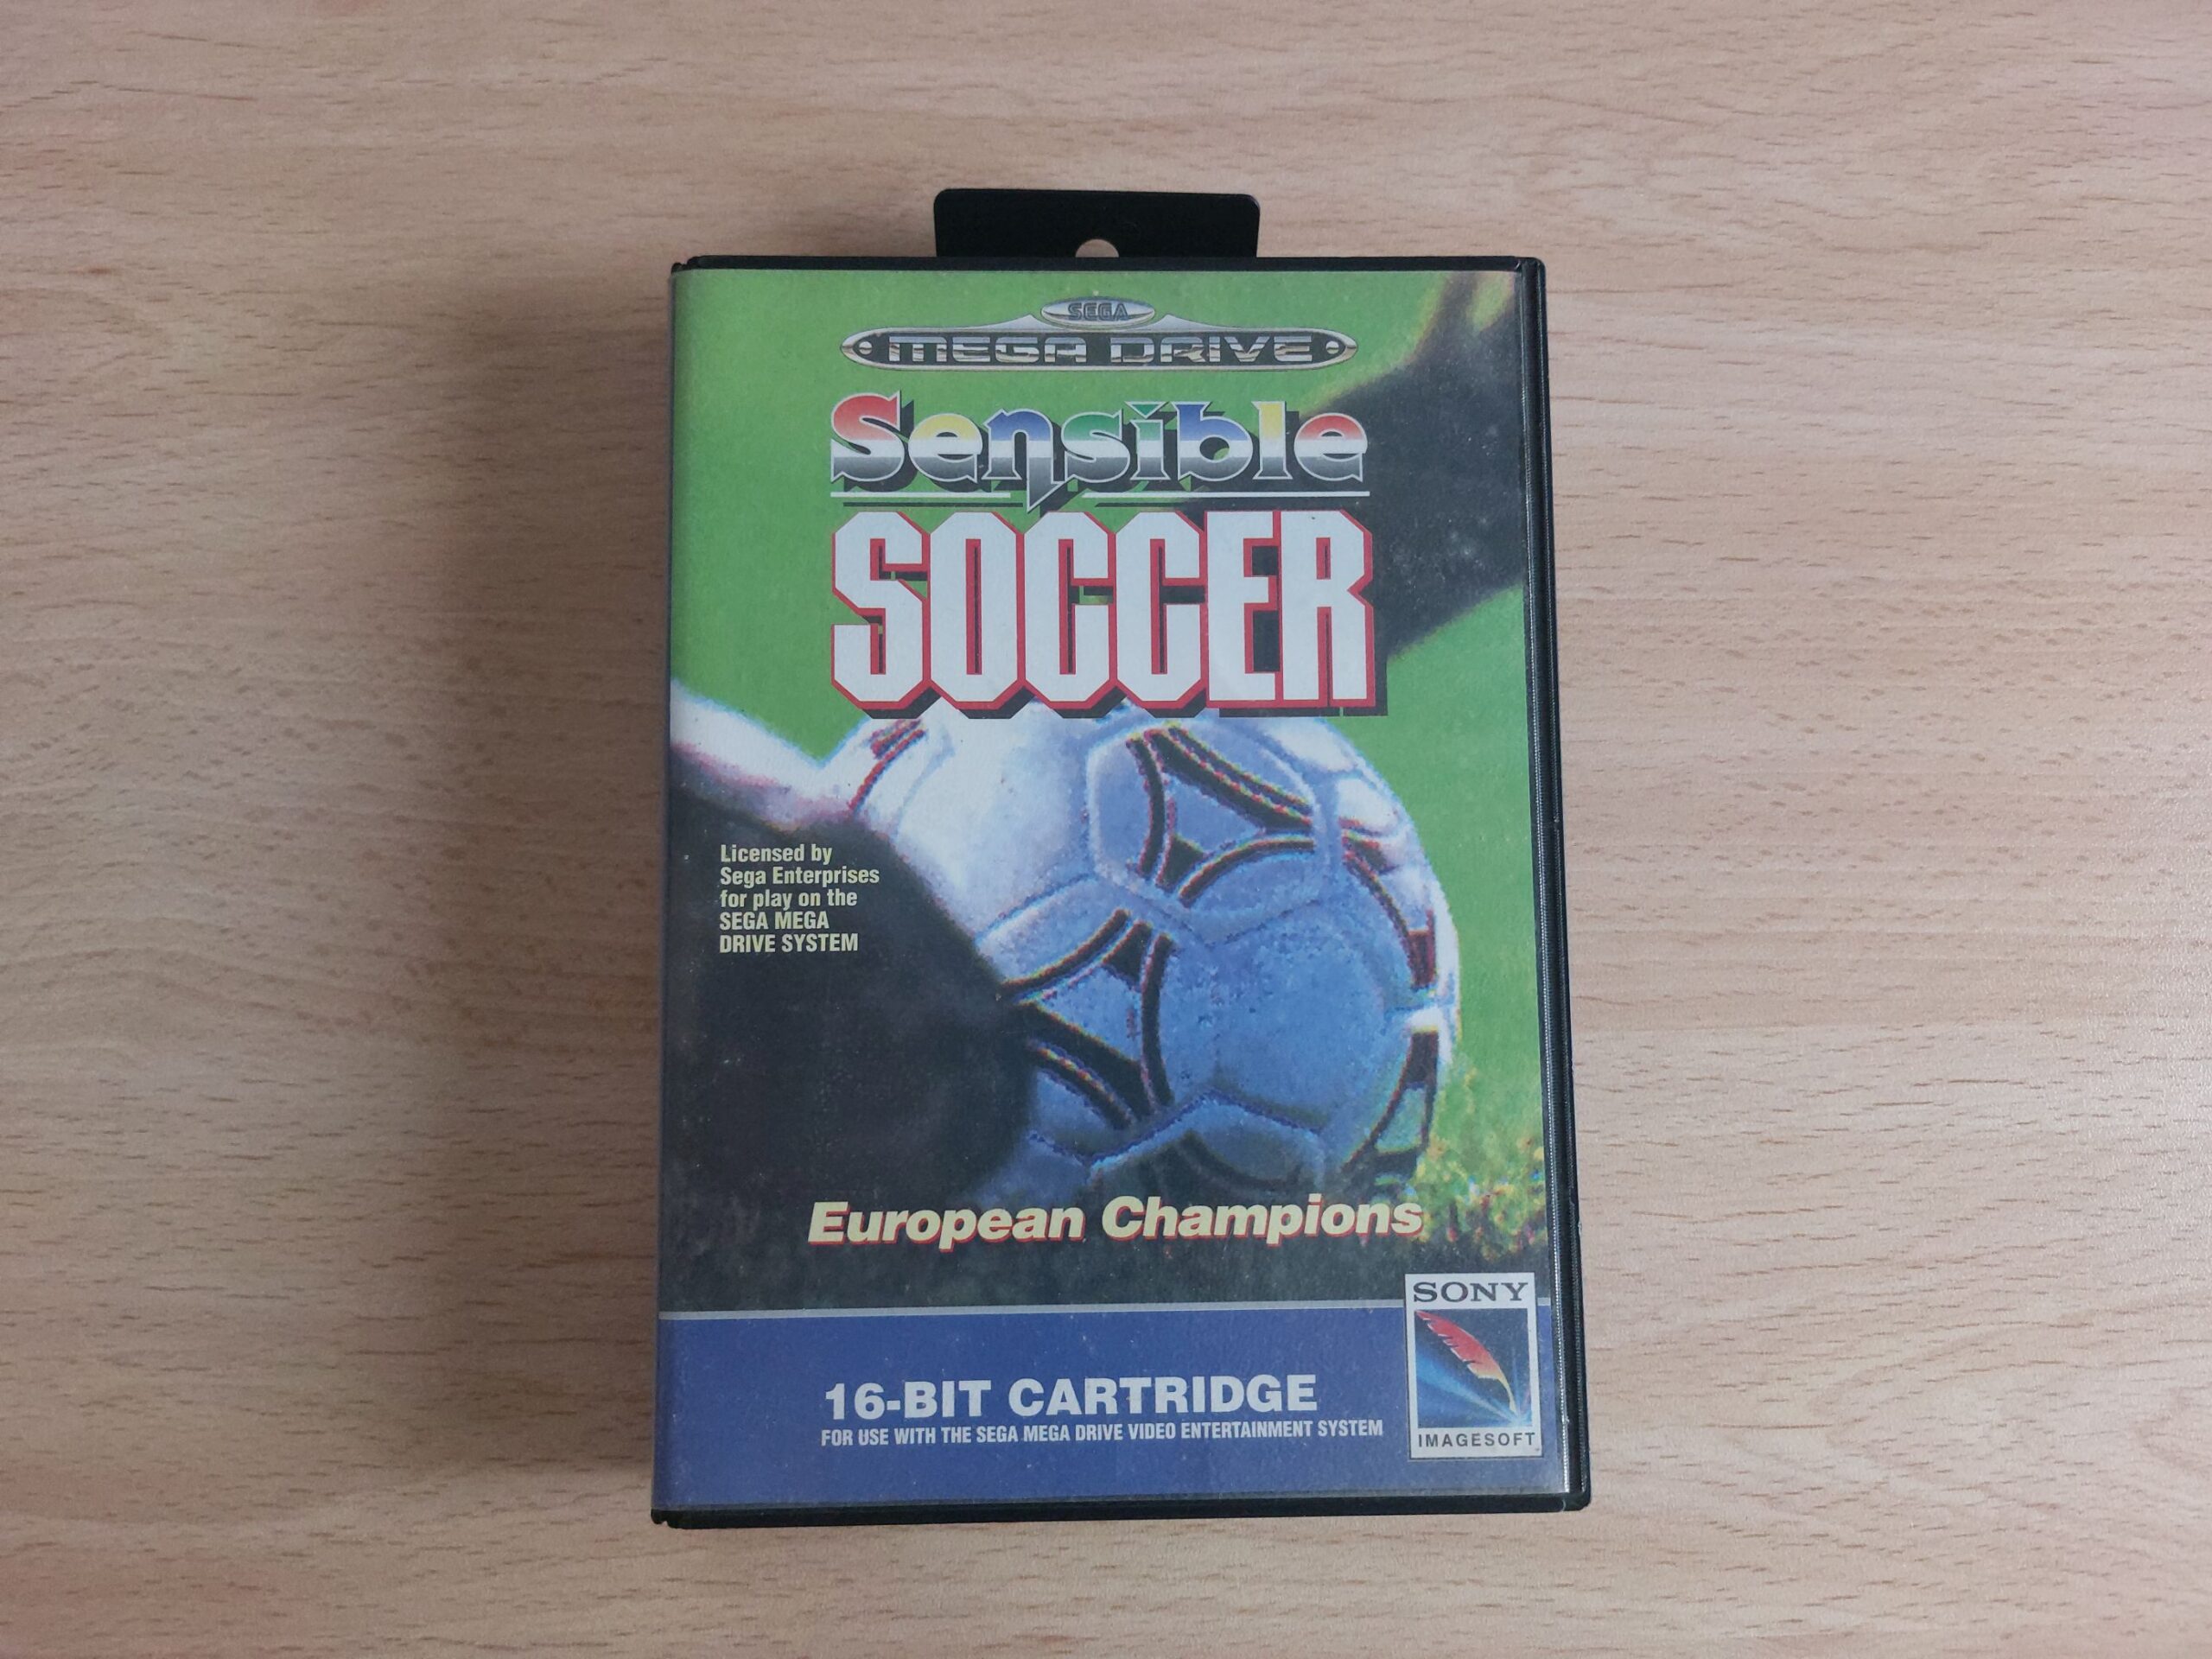 SEGA
MEGA DRIVE
Sensible
SOCCER
Licensed by
Sega Enterprises
for play on the
SEGA MEGA
DRIVE SYSTEM
European Champions
SONY
IMAGESOFT
16-BIT CARTRIDGE
FOR USE WITH THE SEGA MEGA DRIVE VIDEO ENTERTAINMENT SYSTEM